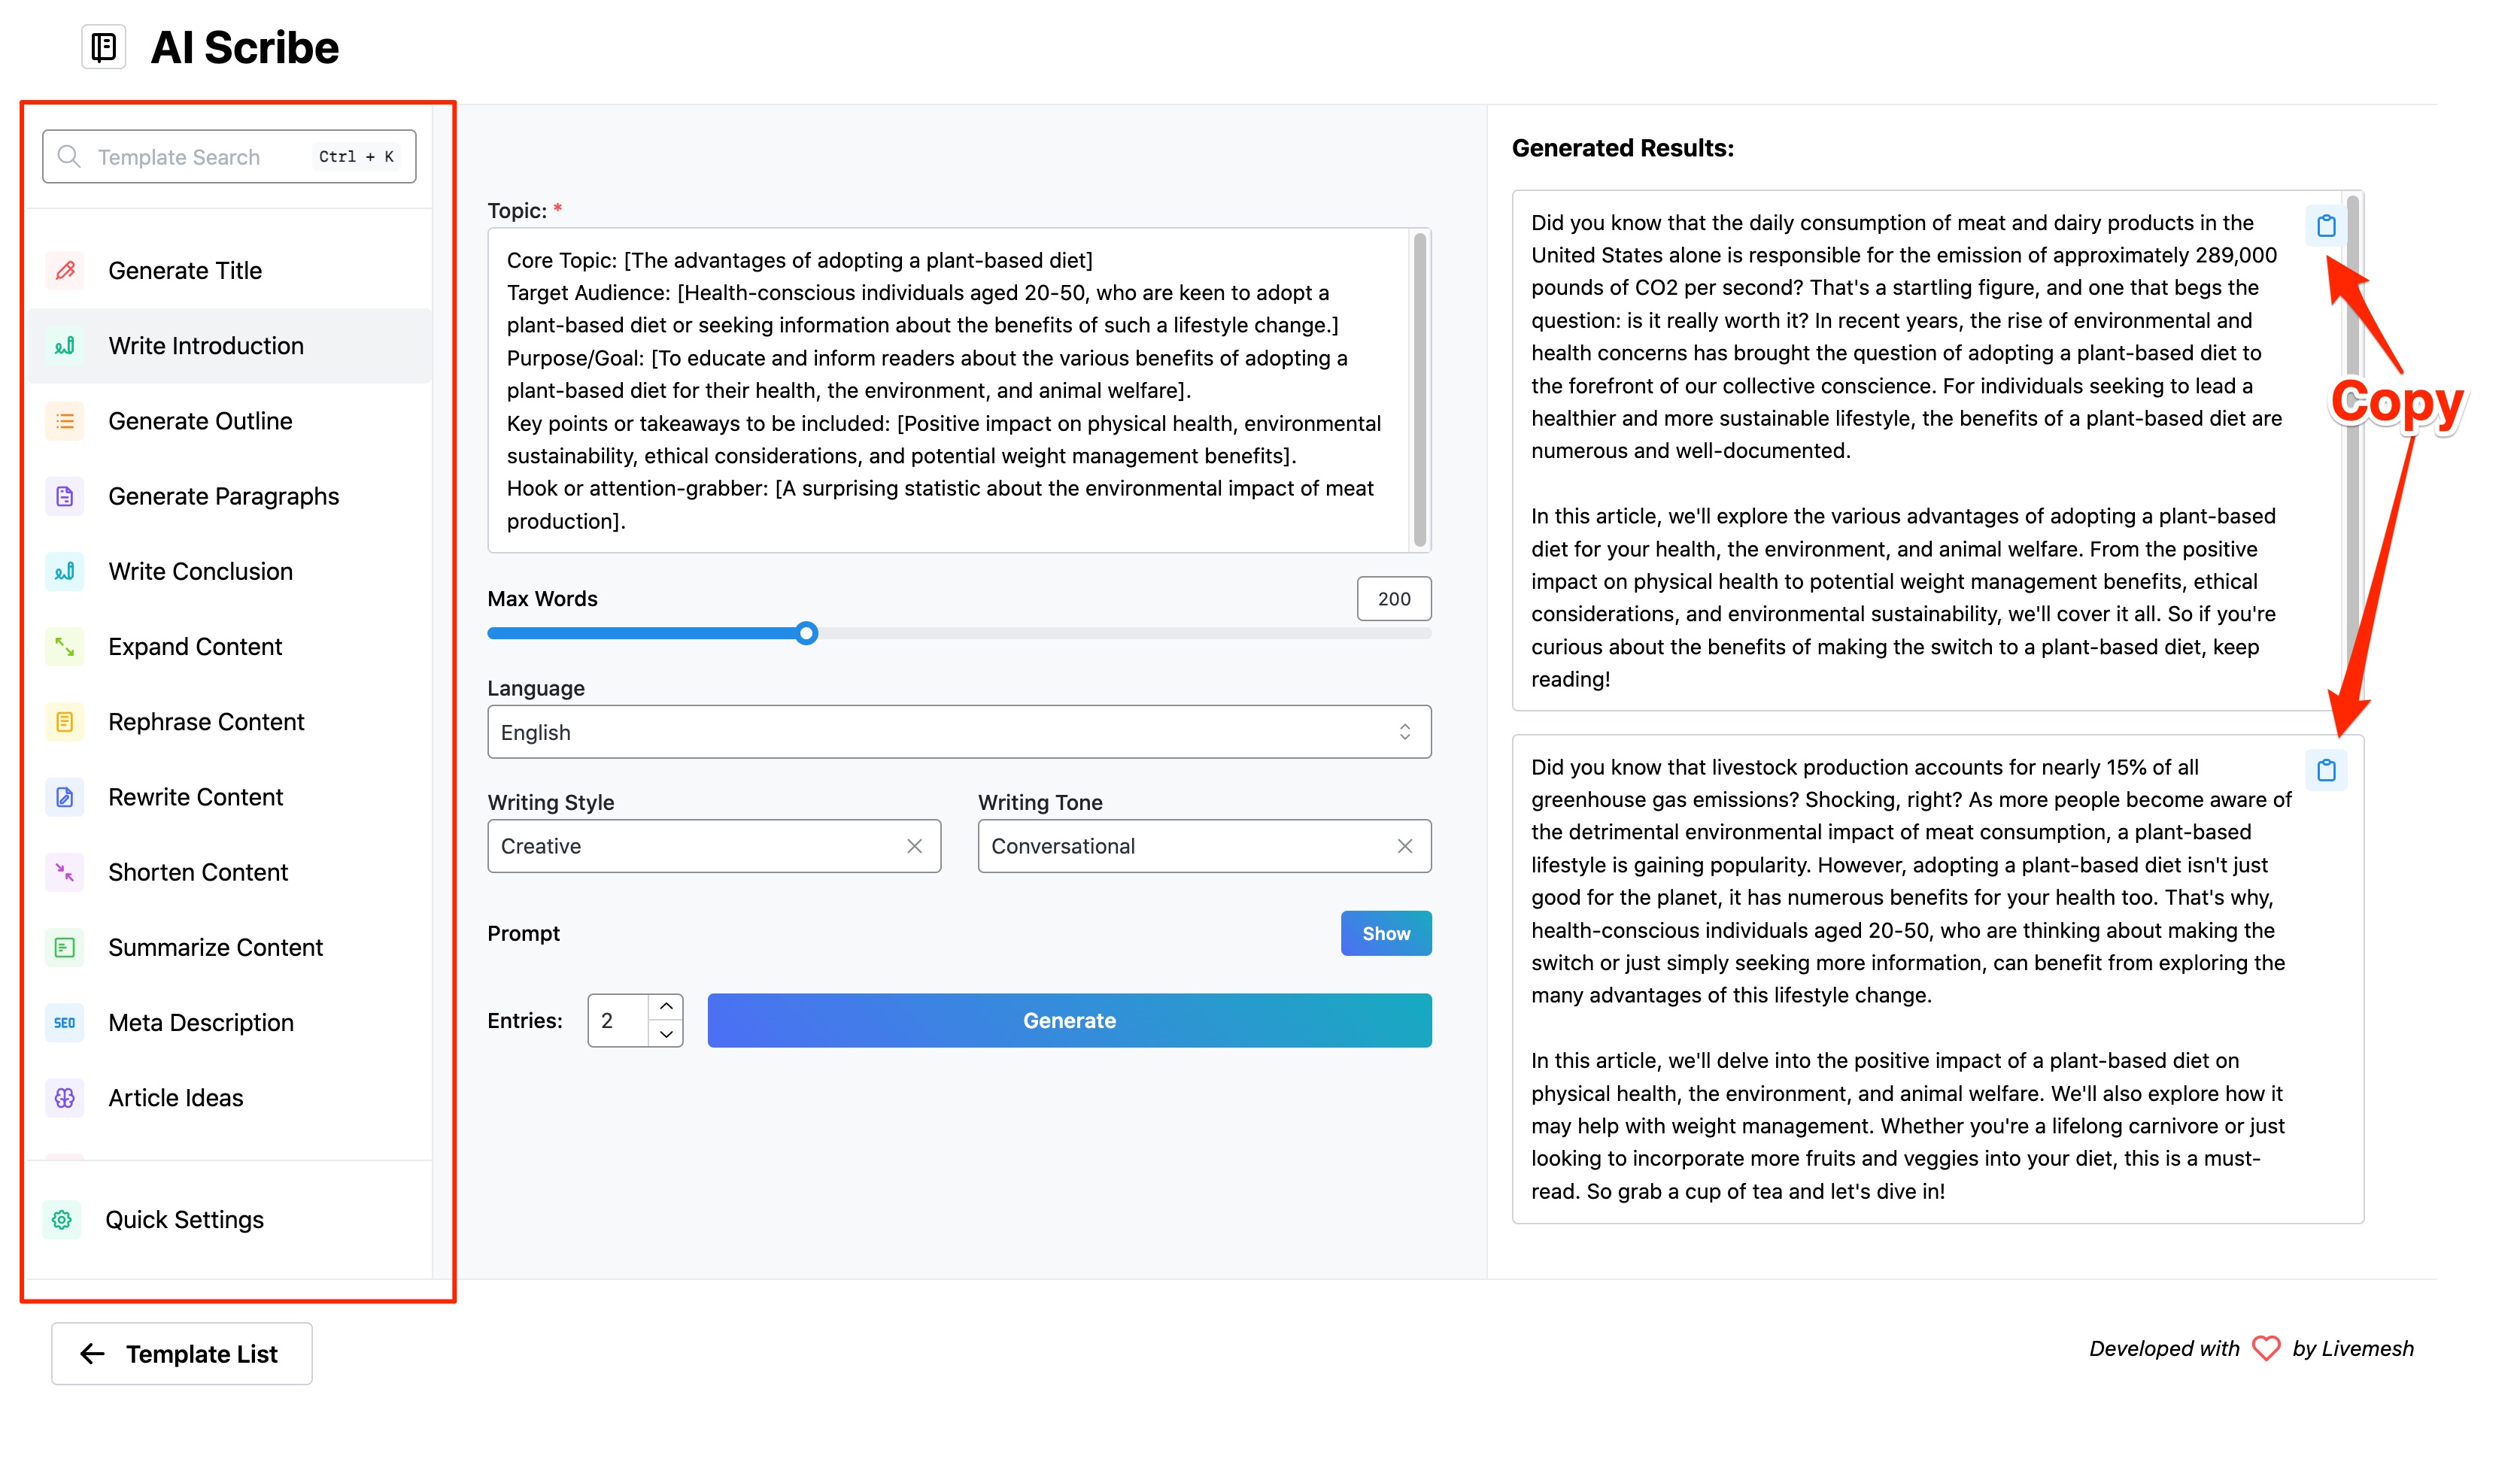 AI Scribe
Template Search
Ctrl + K
Generate Title
Write Introduction
Generate Outline
Generate Paragraphs
Write Conclusion
Expand Content
Rephrase Content
Rewrite Content
Shorten Content
Summarize Content
SEO
Meta Description
Article Ideas
Quick Settings
Topic: *
Core Topic: [The advantages of adopting a plant-based diet]
Target Audience: [Health-conscious individuals aged 20-50, who are keen to adopt a
plant-based diet or seeking information about the benefits of such a lifestyle change.]
Purpose/Goal: [To educate and inform readers about the various benefits of adopting a
plant-based diet for their health, the environment, and animal welfare].
Key points or takeaways to be included: [Positive impact on physical health, environmental
sustainability, ethical considerations, and potential weight management benefits].
Hook or attention-grabber: [A surprising statistic about the environmental impact of meat
production].
Max Words
200
Language
English
Writing Style
Creative
Writing Tone
Conversational
Prompt
Show
Entries:
2
Generate
Generated Results:
Did you know that the daily consumption of meat and dairy products in the
United States alone is responsible for the emission of approximately 289,000
pounds of CO2 per second? That's a startling figure, and one that begs the
question: is it really worth it? In recent years, the rise of environmental and
health concerns has brought the question of adopting a plant-based diet to
the forefront of our collective conscience. For individuals seeking to lead a
healthier and more sustainable lifestyle, the benefits of a plant-based diet are
numerous and well-documented.
In this article, we'll explore the various advantages of adopting a plant-based
diet for your health, the environment, and animal welfare. From the positive
impact on physical health to potential weight management benefits, ethical
considerations, and environmental sustainability, we'll cover it all. So if you're
curious about the benefits of making the switch to a plant-based diet, keep
reading!
Copy
Did you know that livestock production accounts for nearly 15% of all
greenhouse gas emissions? Shocking, right? As more people become aware of
the detrimental environmental impact of meat consumption, a plant-based
lifestyle is gaining popularity. However, adopting a plant-based diet isn't just
good for the planet, it has numerous benefits for your health too. That's why,
health-conscious individuals aged 20-50, who are thinking about making the
switch or just simply seeking more information, can benefit from exploring the
many advantages of this lifestyle change.
In this article, we'll delve into the positive impact of a plant-based diet on
physical health, the environment, and animal welfare. We'll also explore how it
may help with weight management. Whether you're a lifelong carnivore or just
looking to incorporate more fruits and veggies into your diet, this is a must-
read. So grab a cup of tea and let's dive in!
Template List
Developed with by Livemesh